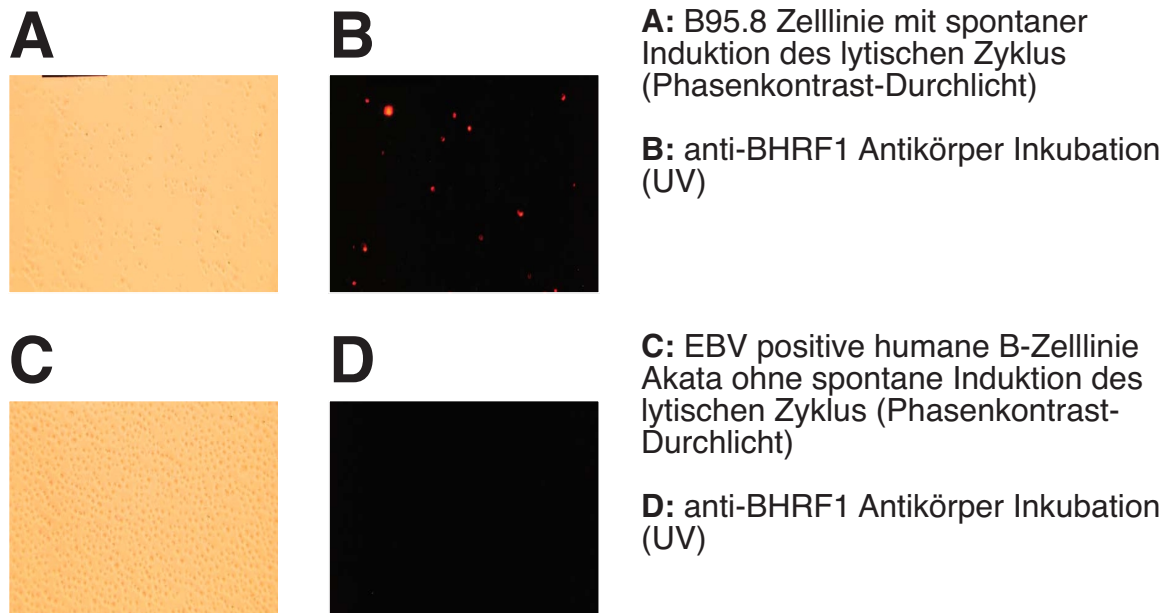 A
B
A: B95.8 Zelllinie mit spontaner
Induktion des lytischen Zyklus
(Phasenkontrast-Durchlicht)
B: anti-BHRF1 Antikörper Inkubation
(UV)
C
D
C: EBV positive humane B-Zelllinie
Akata ohne spontane Induktion des
lytischen Zyklus (Phasenkontrast-
Durchlicht)
D: anti-BHRF1 Antikörper Inkubation
(UV)